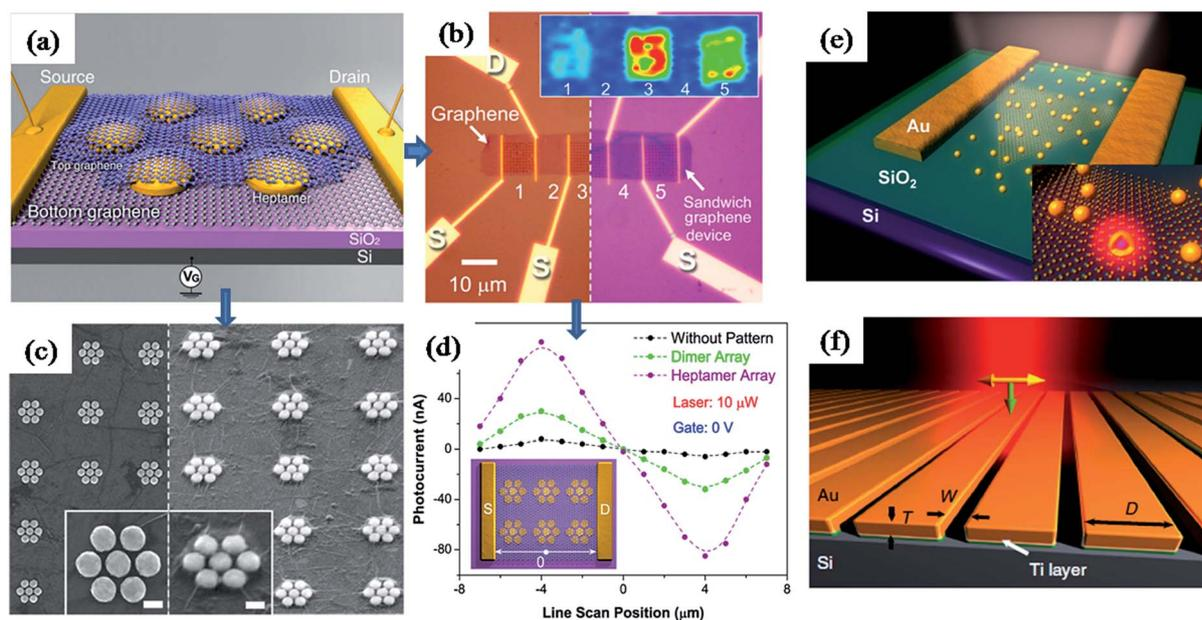 (a)
Source
Drain
Top graphene
Heptamer
Bottom graphene
SiO₂
Si
V_G
(b)
D
Graphene
1 2 3 4 5
1 2 3 4 5
Sandwich
graphene
device
S
S
S
10 μm
(c)
(d)
Without Pattern
Dimer Array
Heptamer Array
Laser: 10 μW
Gate: 0 V
Photocurrent (nA)
40
0
-40
-80
S
D
0
-8 -4 0 4 8
Line Scan Position (μm)
(e)
Au
SiO₂
Si
(f)
Au
T
W
D
Si
Ti layer